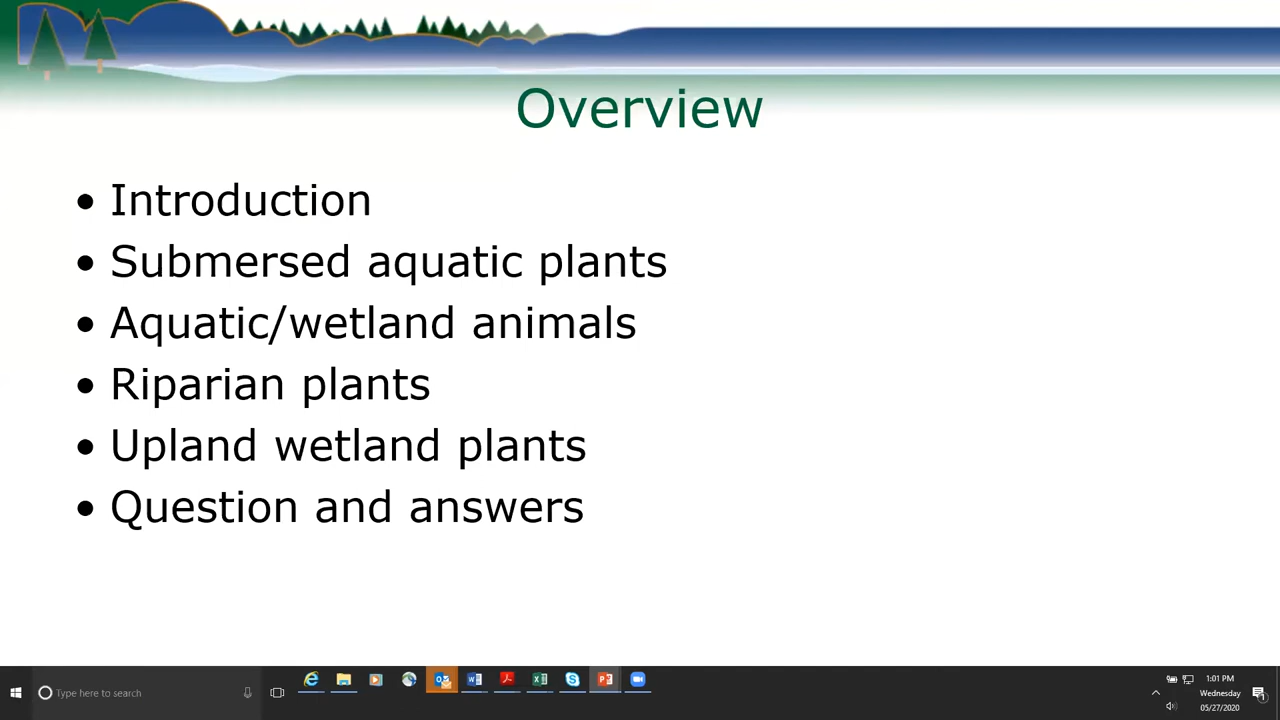 Overview
• Introduction
• Submersed aquatic plants
• Aquatic/wetland animals
• Riparian plants
• Upland wetland plants
• Question and answers
Type here to search
1:01 PM
Wednesday
05/27/2020